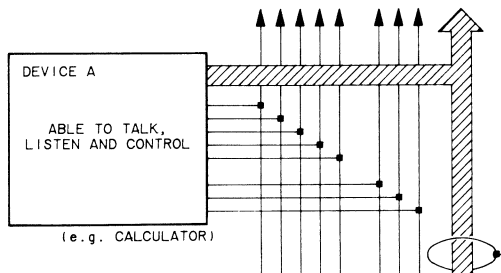 DEVICE A
ABLE TO TALK,
LISTEN AND CONTROL
(e.g. CALCULATOR)